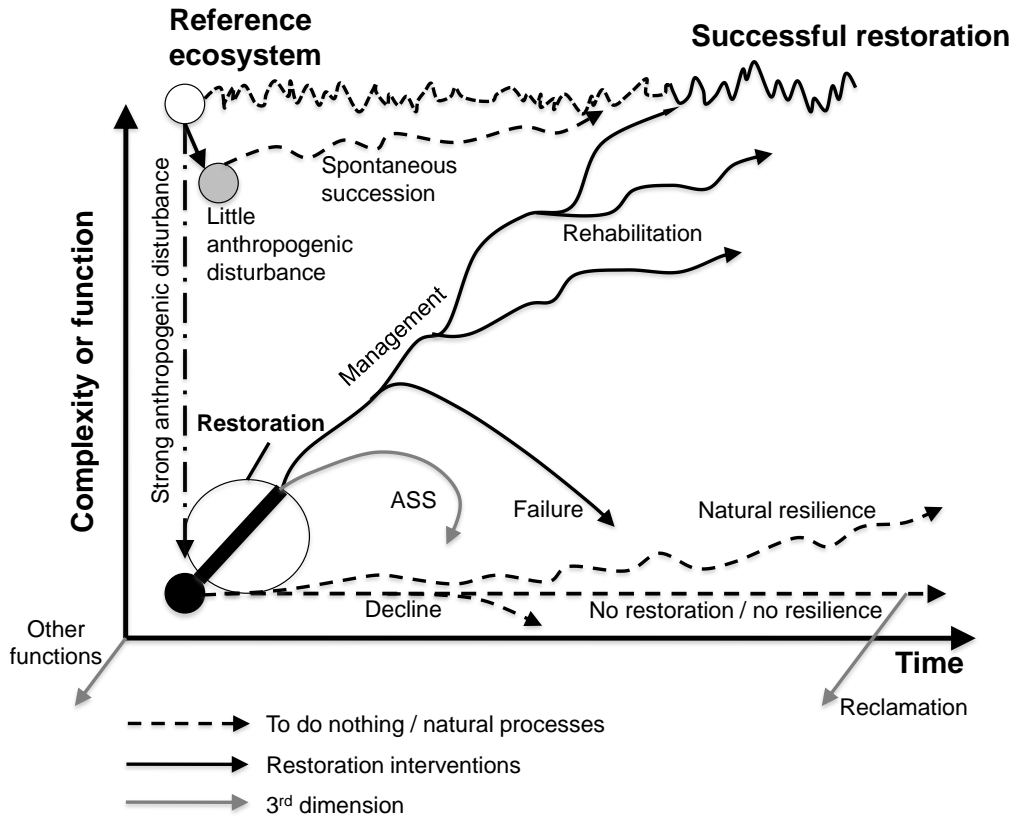 Reference
ecosystem
Successful restoration
Spontaneous
succession
Little
anthropogenic
disturbance
Strong anthropogenic disturbance
Complexity or function
Rehabilitation
Management
Restoration
ASS
Failure
Natural resilience
Decline
No restoration / no resilience
Other
functions
Time
Reclamation
To do nothing / natural processes
Restoration interventions
3rd dimension